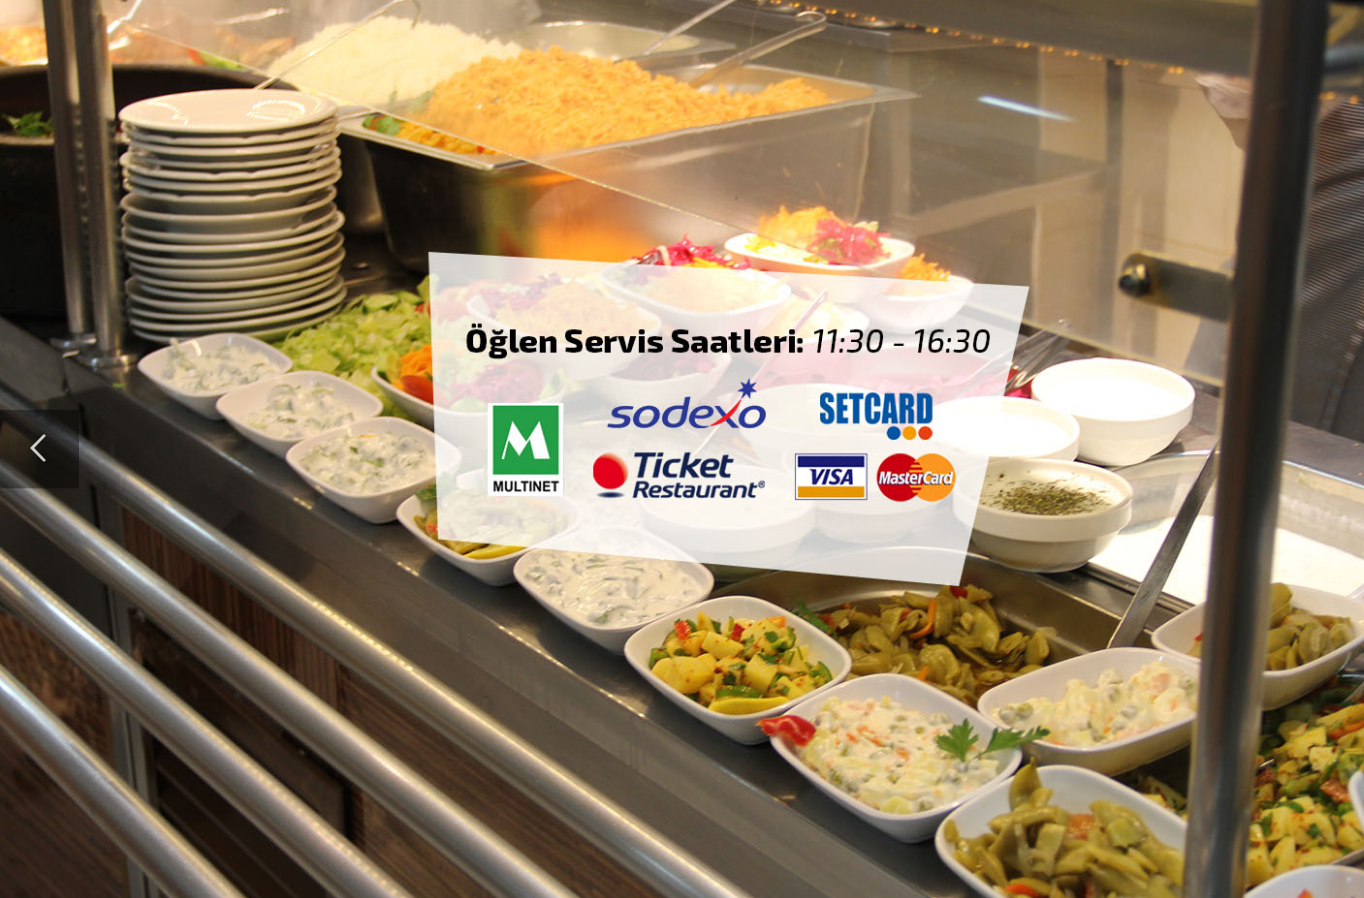 Öğlen Servis Saatleri: 11:30 - 16:30
sodexo
SETCARD
MULTINET
Ticket
Restaurant®
VISA
MasterCard